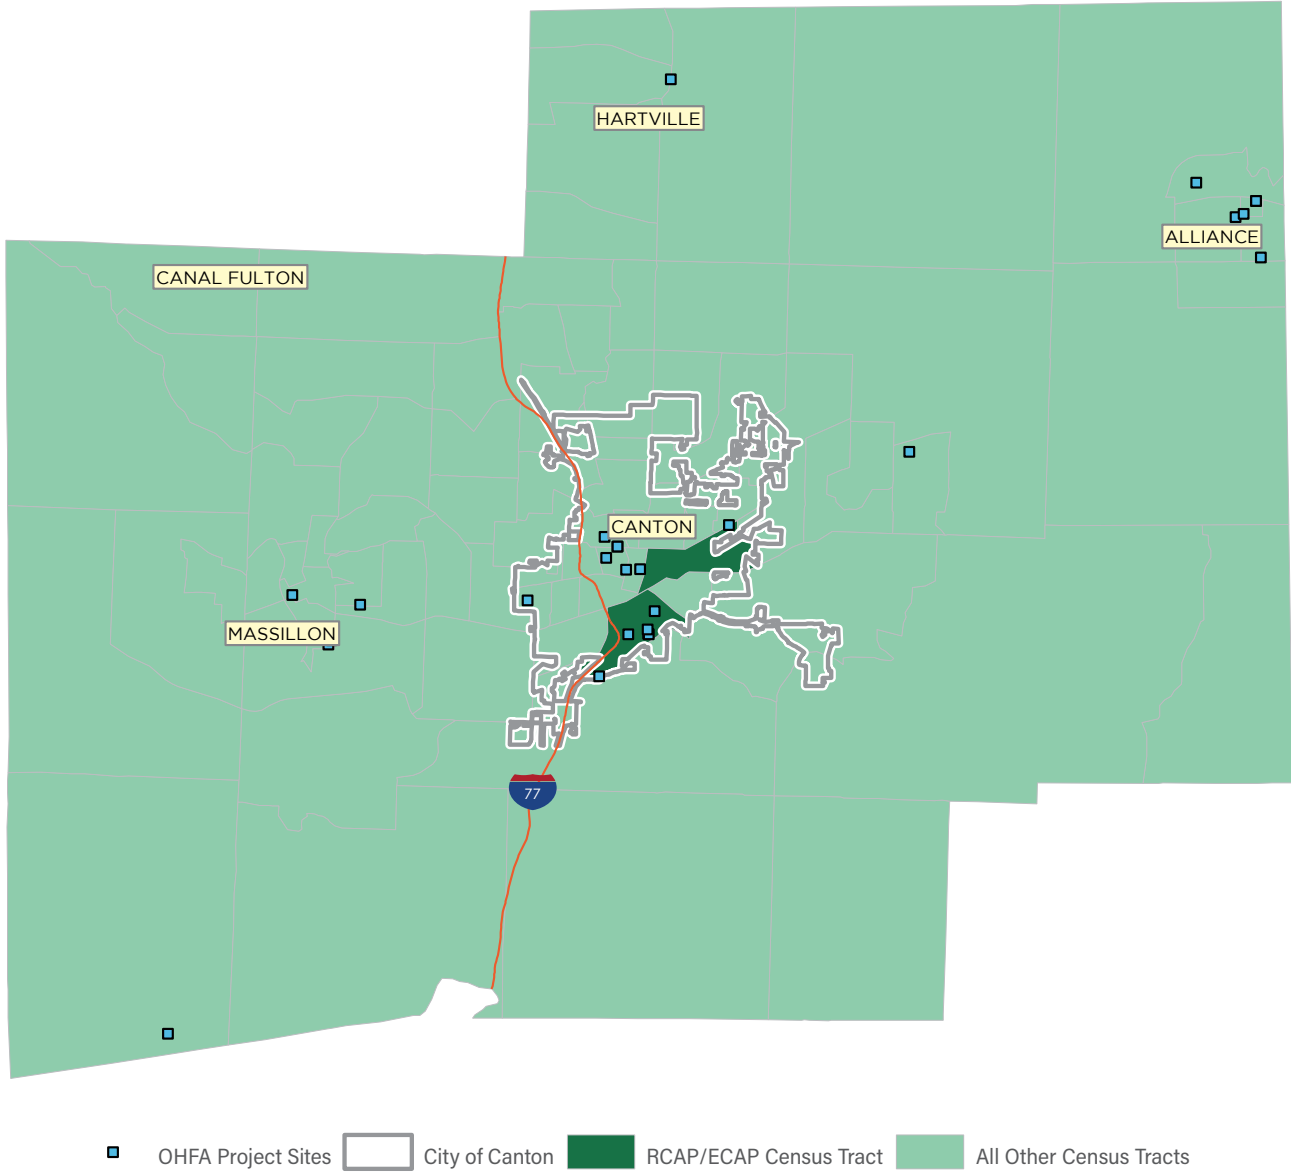 HARTVILLE
ALLIANCE
CANAL FULTON
CANTON
MASSILLON
77
OHFA Project Sites
City of Canton
RCAP/ECAP Census Tract
All Other Census Tracts